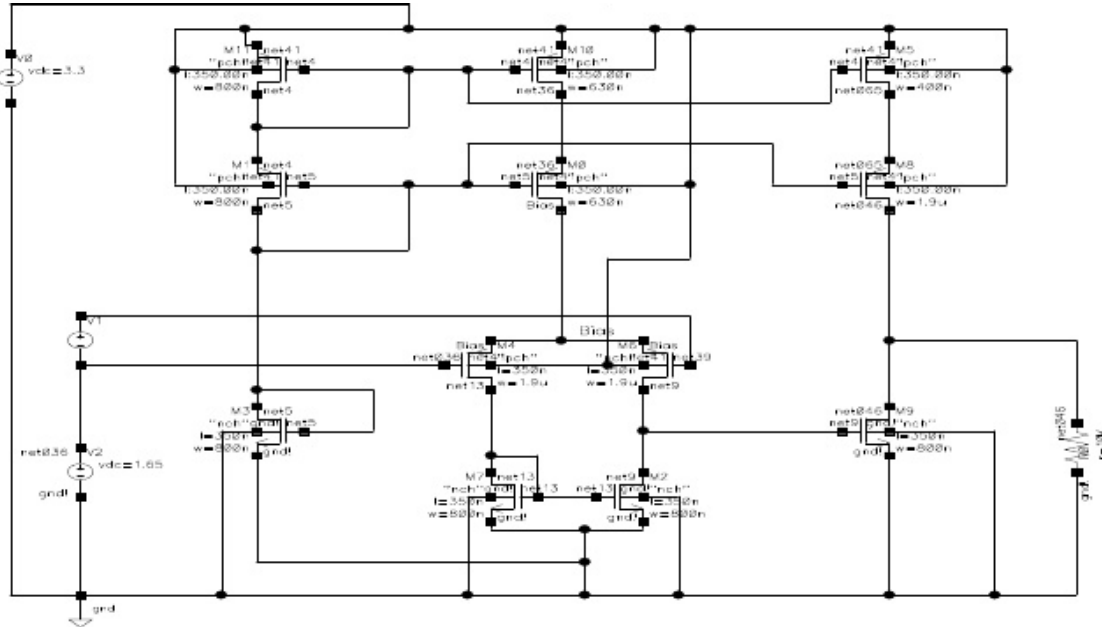 V0
vdc=3.3
M11 net41
"pch"
net4
l:350.00n
w=800n
net4
net41 M10
net4
"pch"
l:350.00n
w=630n
net36
net41 M5
net4
"pch"
l:350.00n
w=400n
net065
M1 net4
"pch"
net5
l:350.00n
w=800n
net5
net36 M0
net5
"pch"
l:350.00n
w=630n
Bias
net065 M8
net5
"pch"
l:350.00n
w=1.9u
net046
V1
Bias
Bias M4
net036
"pch"
l=350n
w=1.9u
net13
M6 Bias
"pch"
net39
l=350n
w=1.9u
net9
M3 net5
"nch"
gnd!
net5
l=350n
w=800n
gnd!
net046 M9
net9
gnd!
"nch"
l=350n
w=800n
gnd!
net036
V2
vdc=1.65
gnd!
M7 net13
"nch"
gnd!
net13
l=350n
w=800n
gnd!
net9 M2
net13
gnd!
"nch"
l=350n
w=800n
gnd!
net046
gnd!
gnd